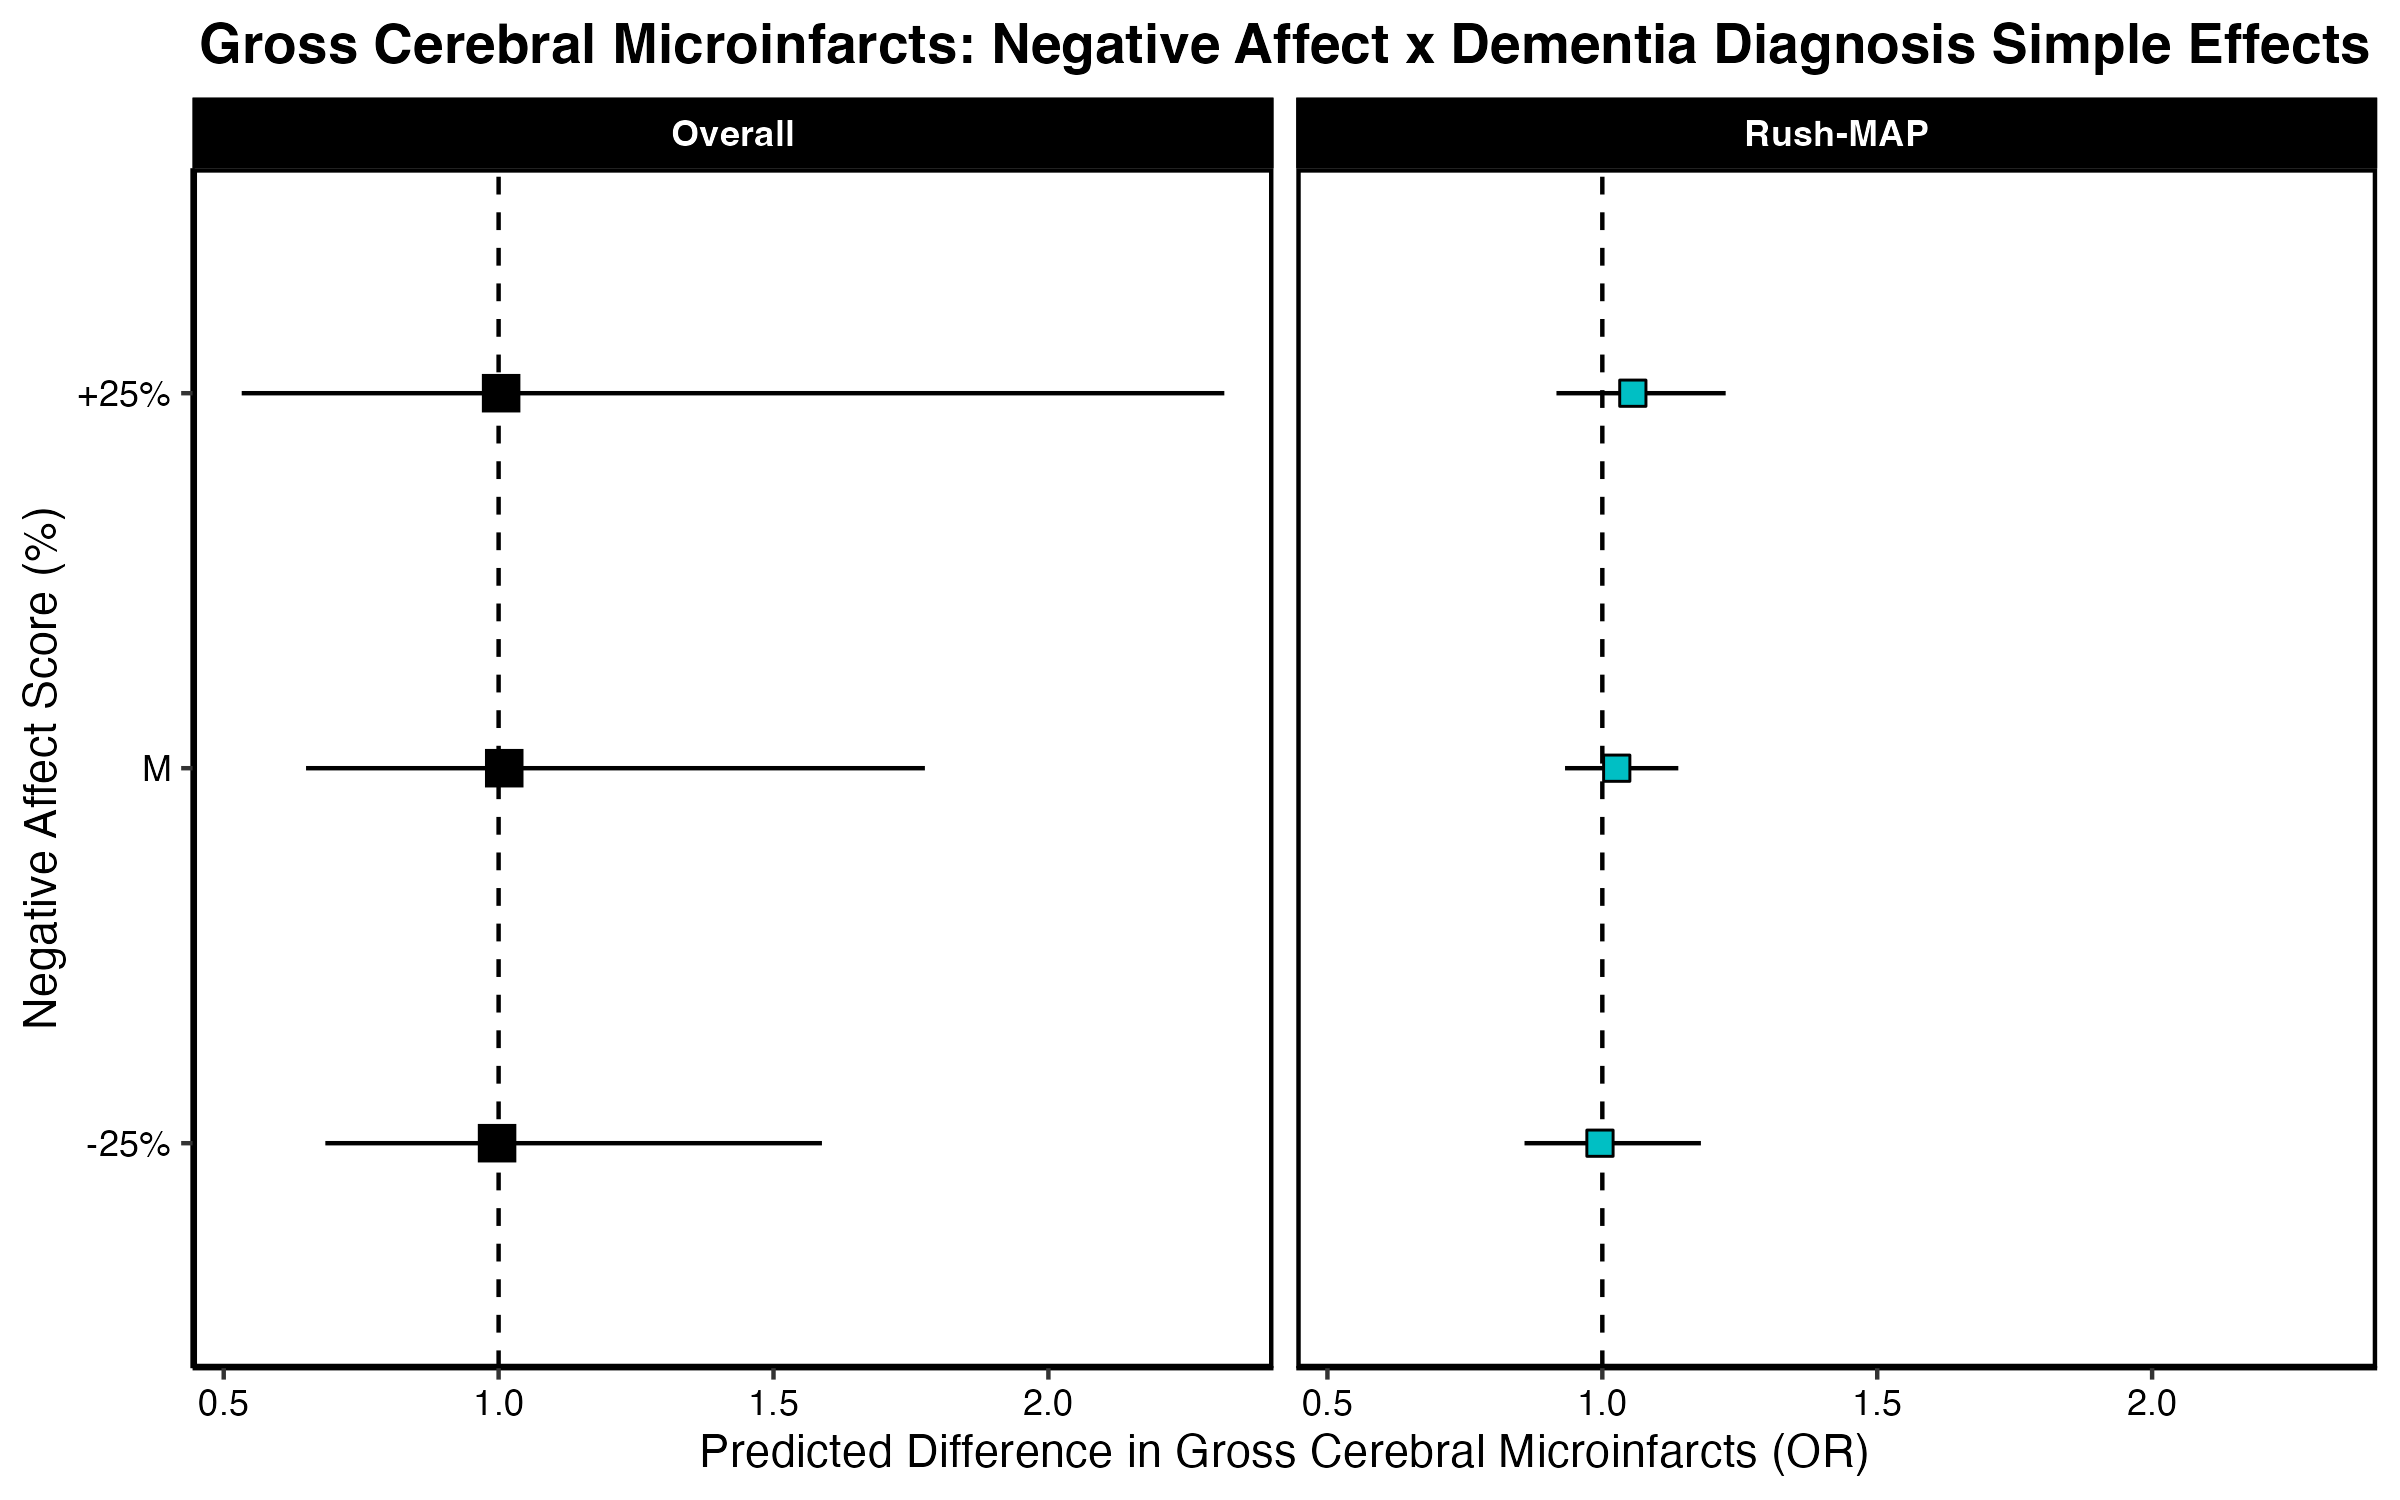 Gross Cerebral Microinfarcts: Negative Affect x Dementia Diagnosis Simple Effects
Overall
Rush-MAP
Negative Affect Score (%)
+25%
M
-25%
0.5 1.0 1.5 2.0
0.5 1.0 1.5 2.0
Predicted Difference in Gross Cerebral Microinfarcts (OR)